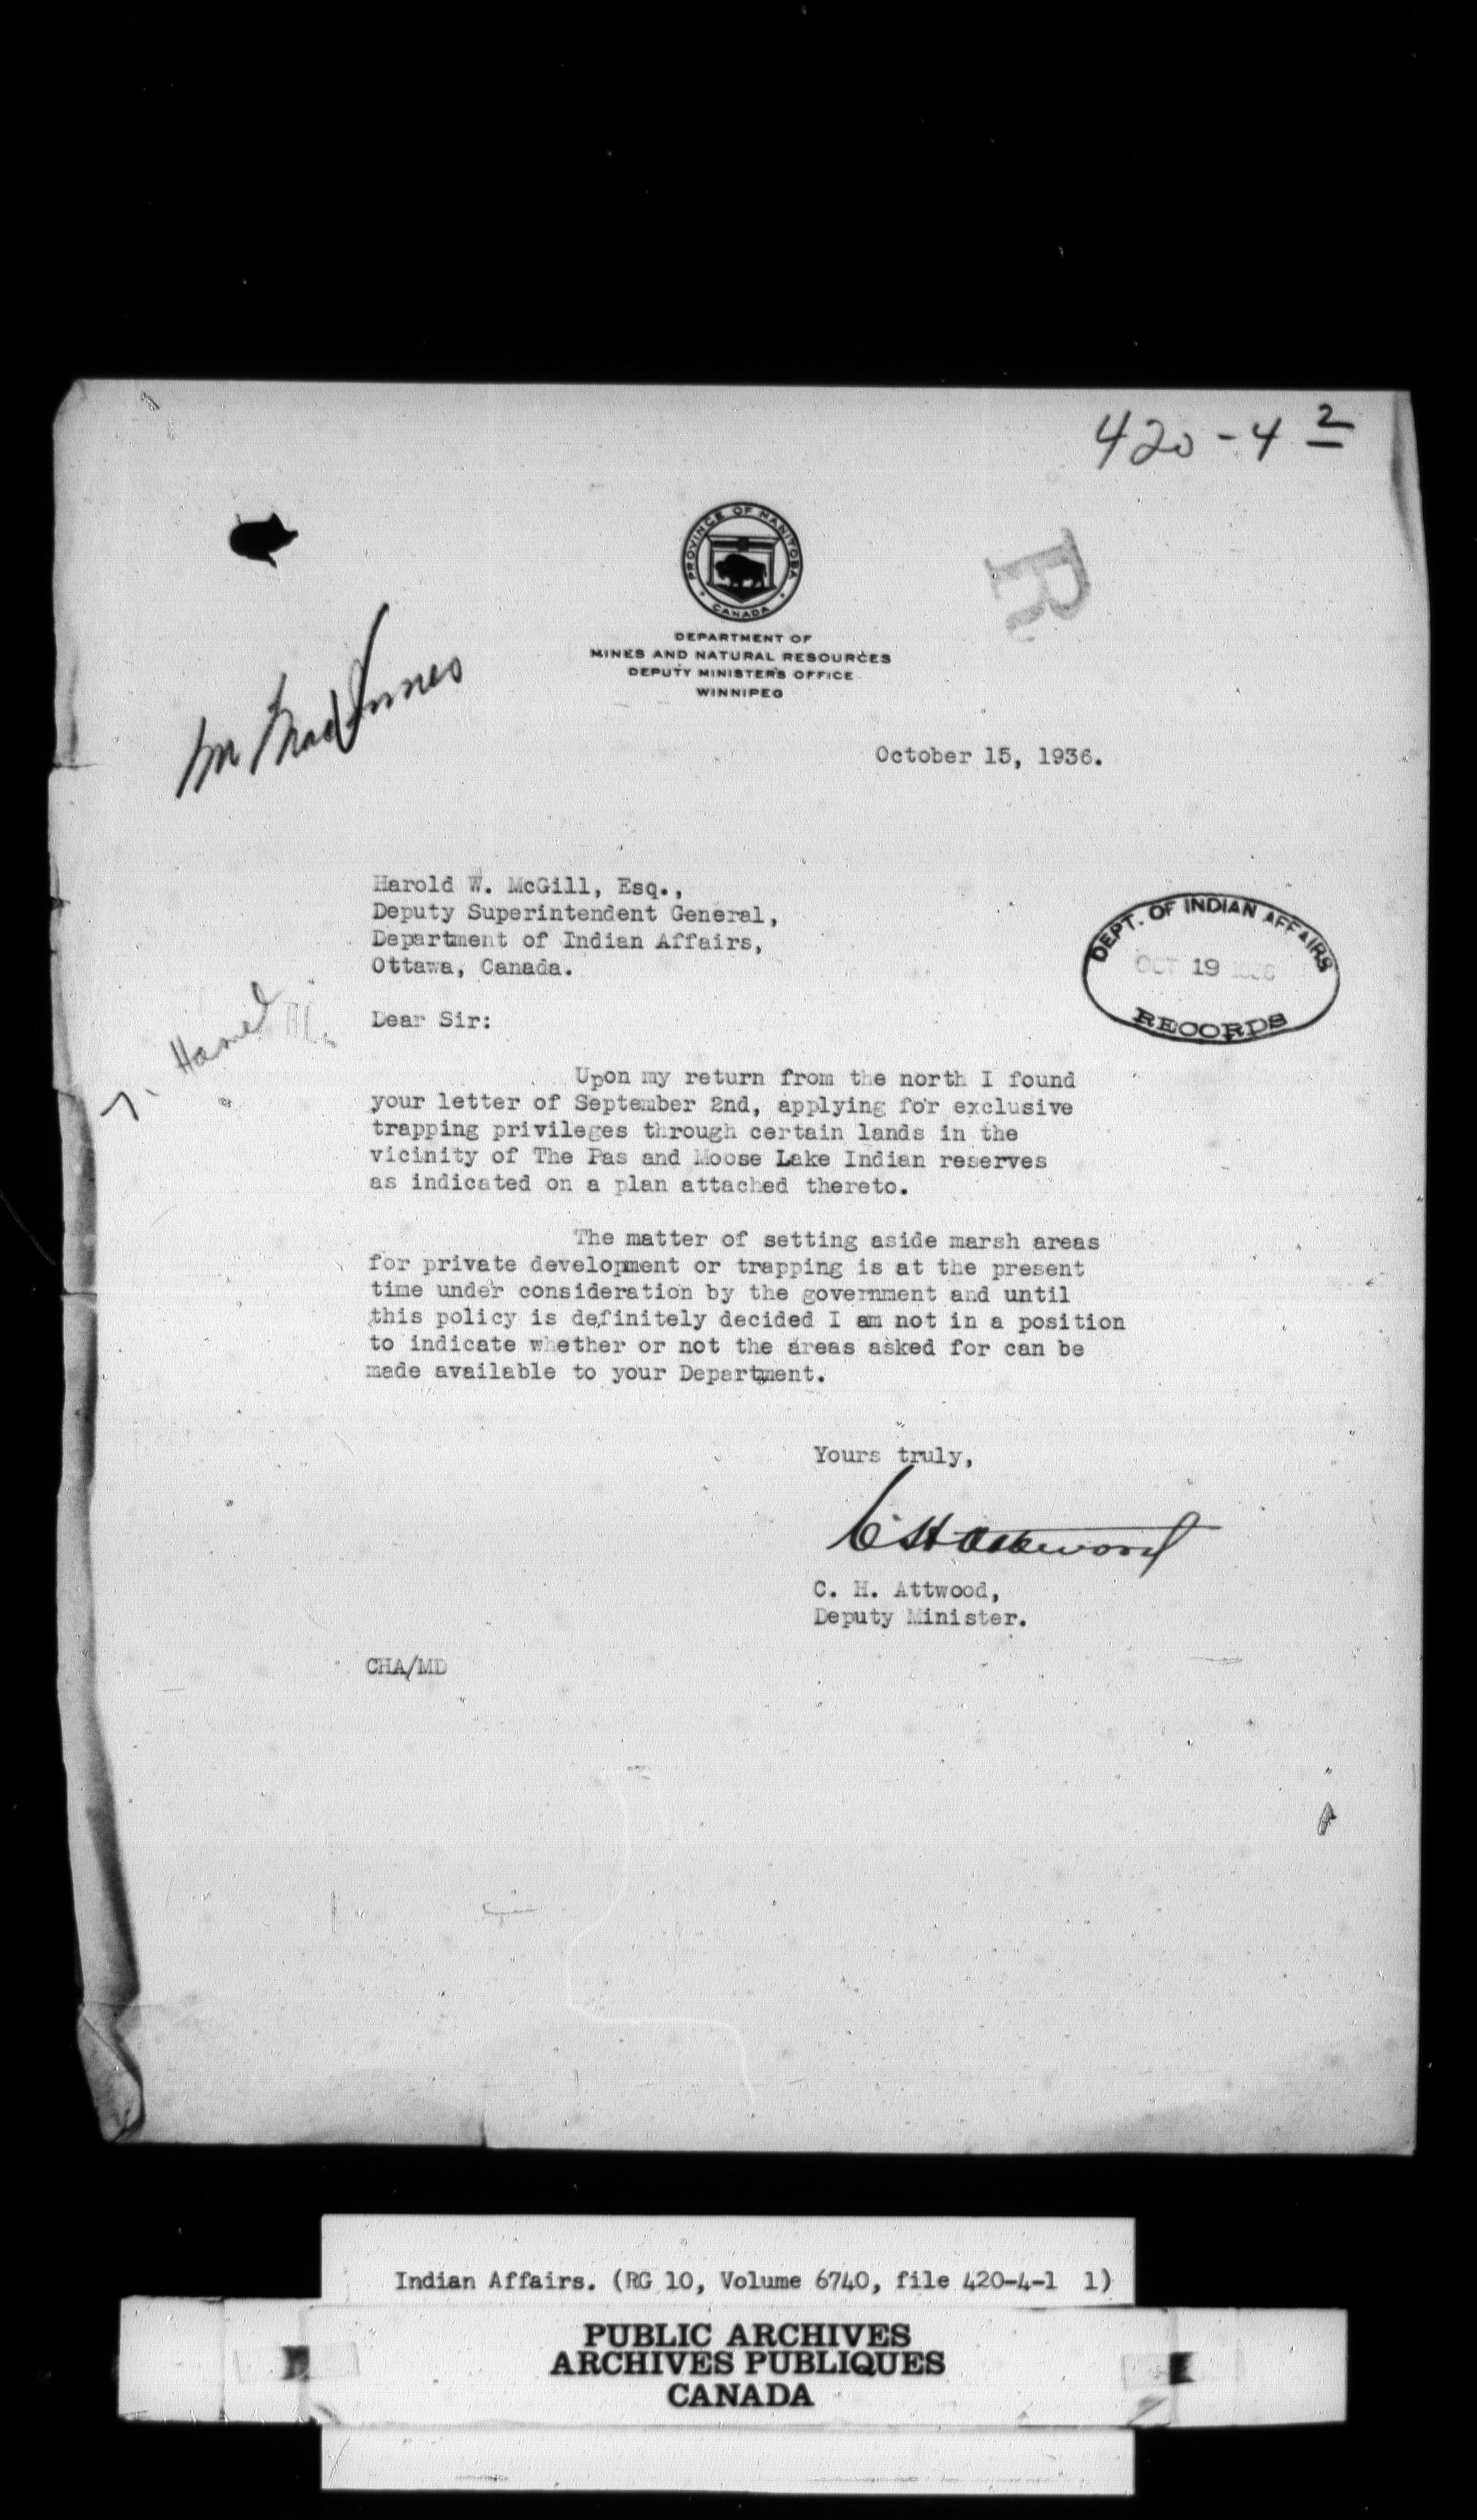 420-4 2
PROVINCE OF MANITOBA
CANADA
R
DEPARTMENT OF
MINES AND NATURAL RESOURCES
DEPUTY MINISTER'S OFFICE
WINNIPEG
Mr MacInnes
October 15, 1936.
Harold W. McGill, Esq.,
Deputy Superintendent General,
Department of Indian Affairs,
Ottawa, Canada.
DEPT. OF INDIAN AFFAIRS
OCT 19 1936
RECORDS
Dear Sir:
Upon my return from the north I found
your letter of September 2nd, applying for exclusive
trapping privileges through certain lands in the
vicinity of The Pas and Moose Lake Indian reserves
as indicated on a plan attached thereto.
The matter of setting aside marsh areas
for private development or trapping is at the present
time under consideration by the government and until
this policy is definitely decided I am not in a position
to indicate whether or not the areas asked for can be
made available to your Department.
Yours truly,
C H Attwood
C. H. Attwood,
Deputy Minister.
CHA/MD
Indian Affairs. (RG 10, Volume 6740, file 420-4-1 1)
PUBLIC ARCHIVES
ARCHIVES PUBLIQUES
CANADA